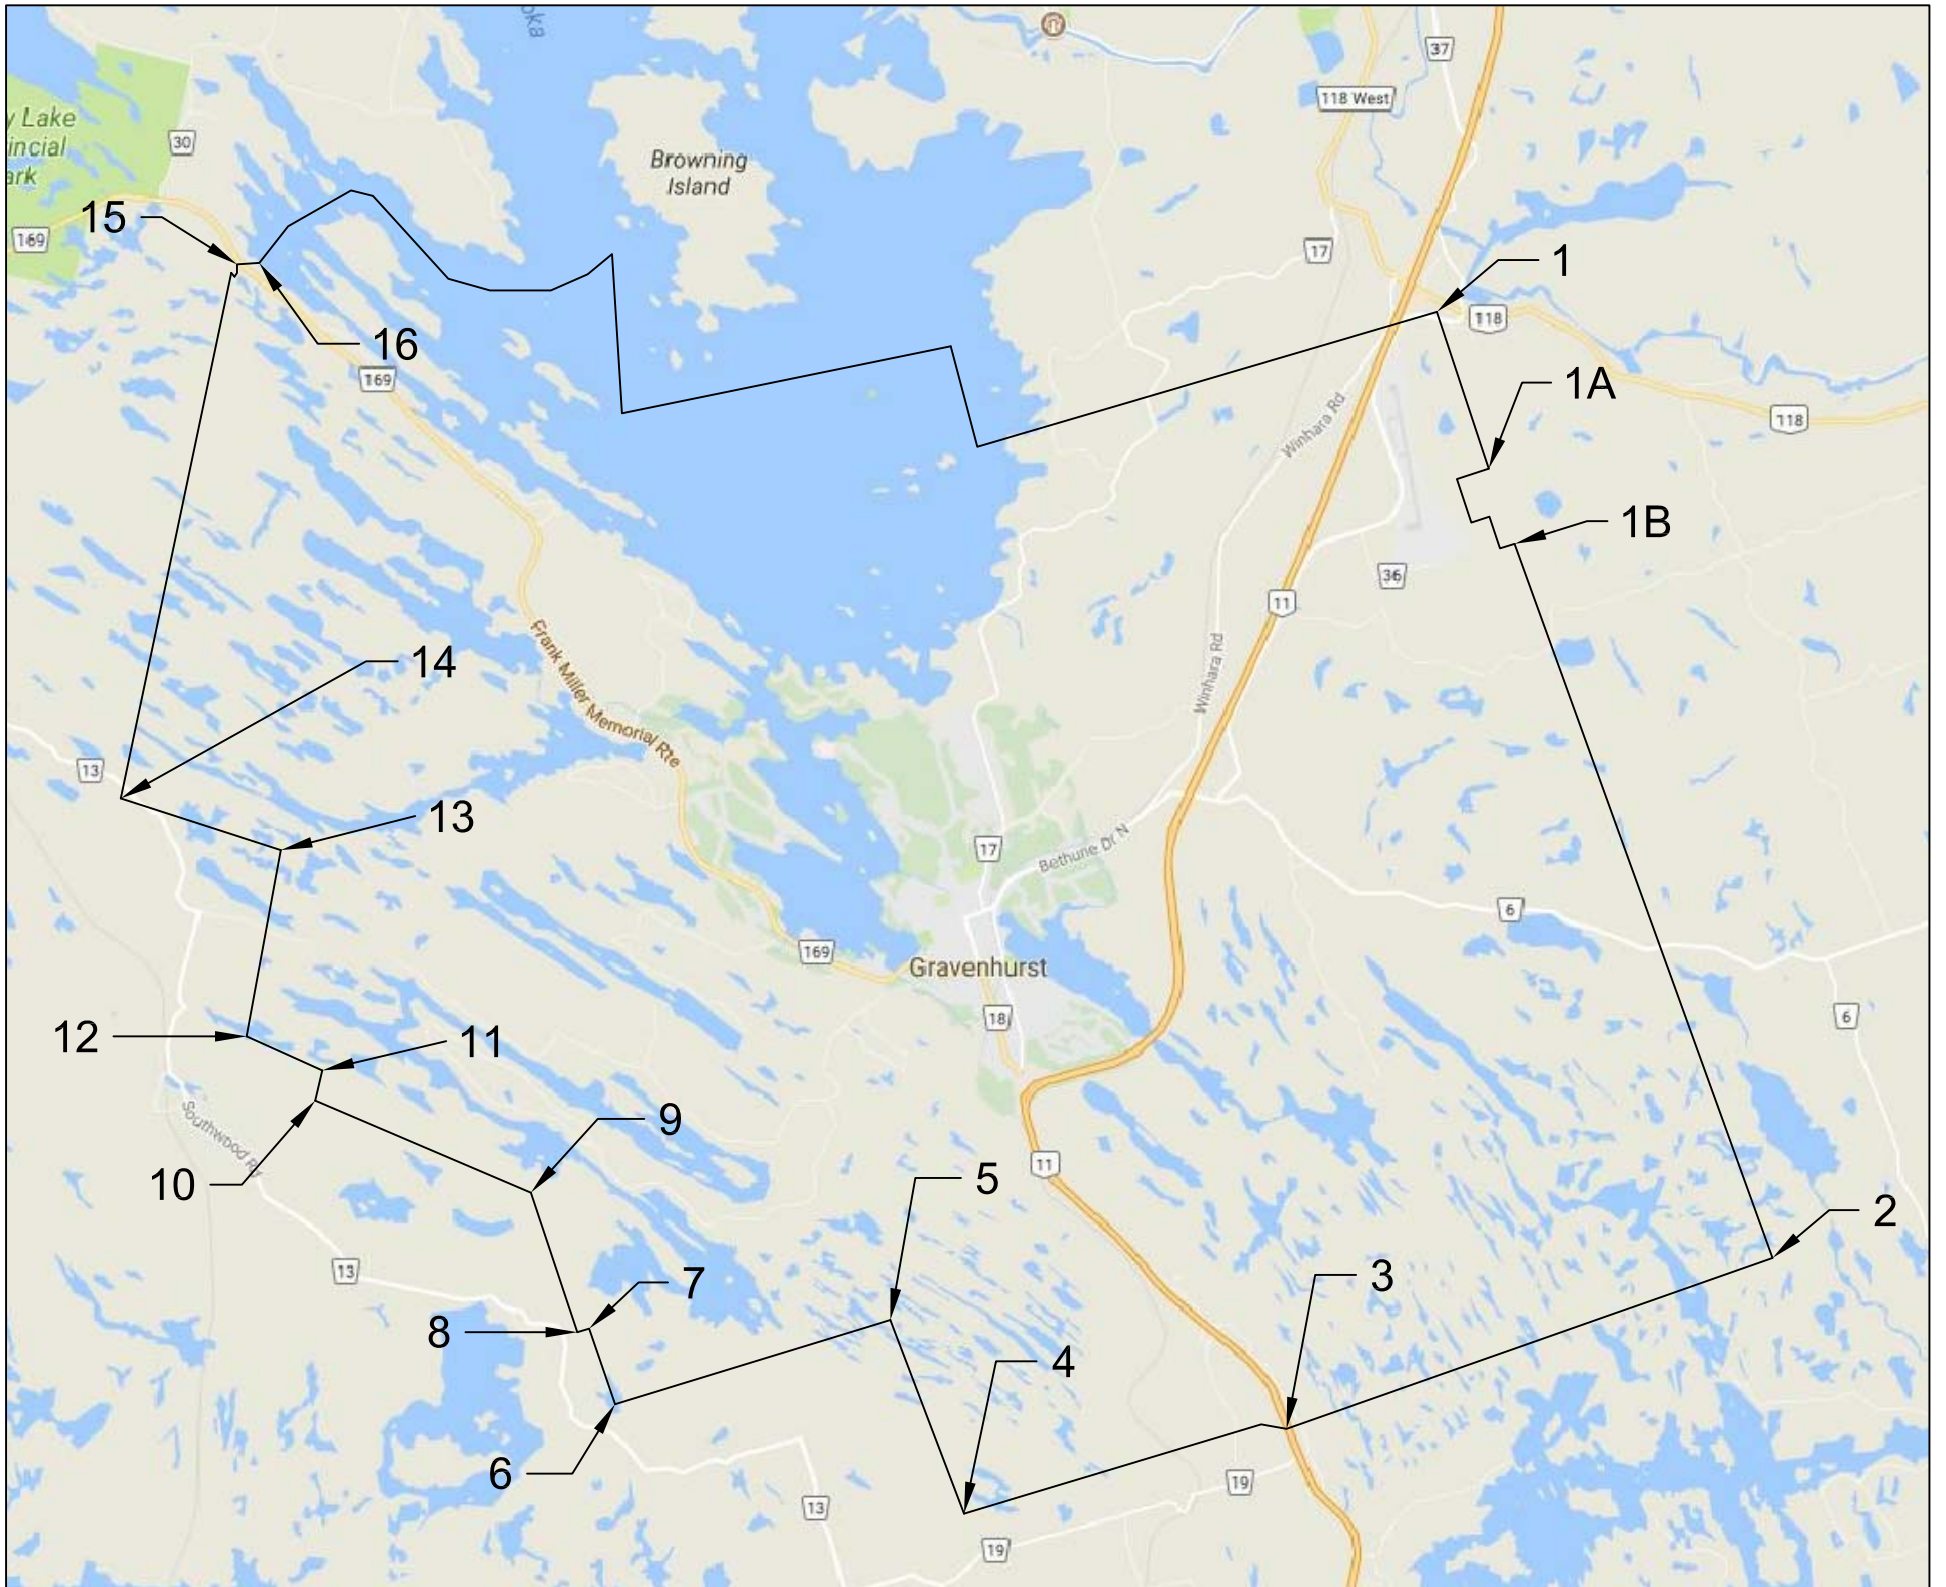 oka
37
118 West
y Lake
incial
ark
30
Browning
Island
15
169
17
1
118
16
169
1A
118
Winhara Rd
1B
36
11
Frank Miller Memorial Rte
14
Winhara Rd
13
13
17
Bethune Dr N
6
169
Gravenhurst
18
6
12
11
Southwood Rd
9
11
10
5
2
13
7
3
8
4
6
19
13
19